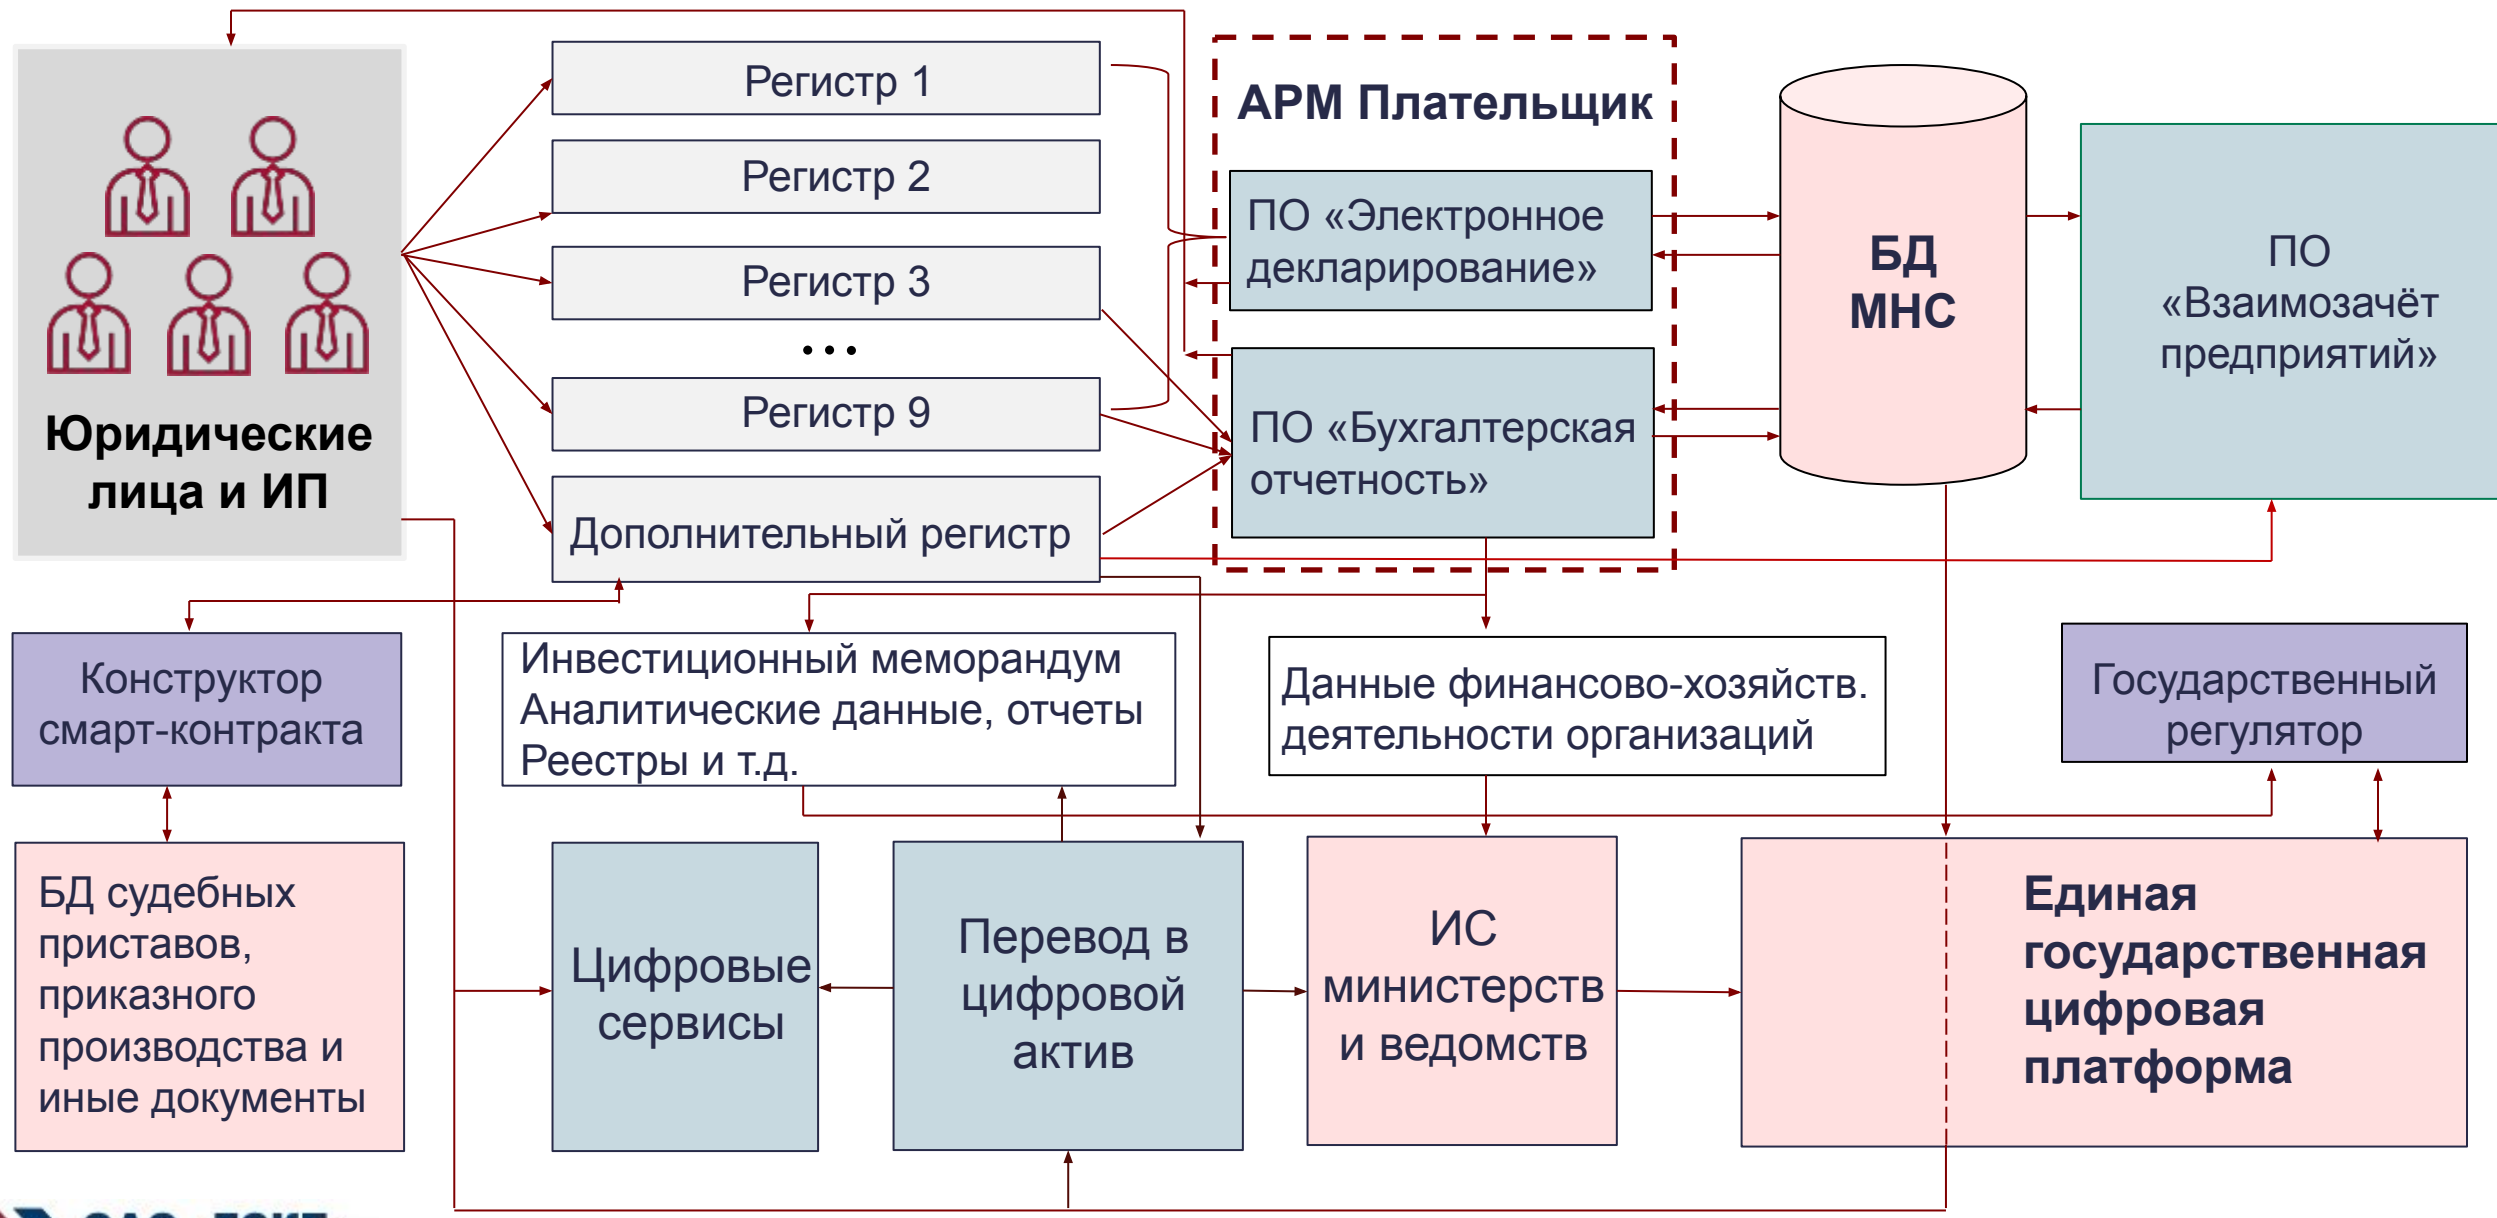 Регистр 1
Регистр 2
Регистр 3
...
Регистр 9
Дополнительный регистр
Юридические
лица и ИП
АРМ Плательщик
ПО «Электронное
декларирование»
ПО «Бухгалтерская
отчетность»
БД
МНС
ПО
«Взаимозачёт
предприятий»
Конструктор
смарт-контракта
Инвестиционный меморандум
Аналитические данные, отчеты
Реестры и т.д.
Данные финансово-хозяйств.
деятельности организаций
Государственный
регулятор
БД судебных
приставов,
приказного
производства и
иные документы
Цифровые
сервисы
Перевод в
цифровой
актив
ИС
министерств
и ведомств
Единая
государственная
цифровая
платформа